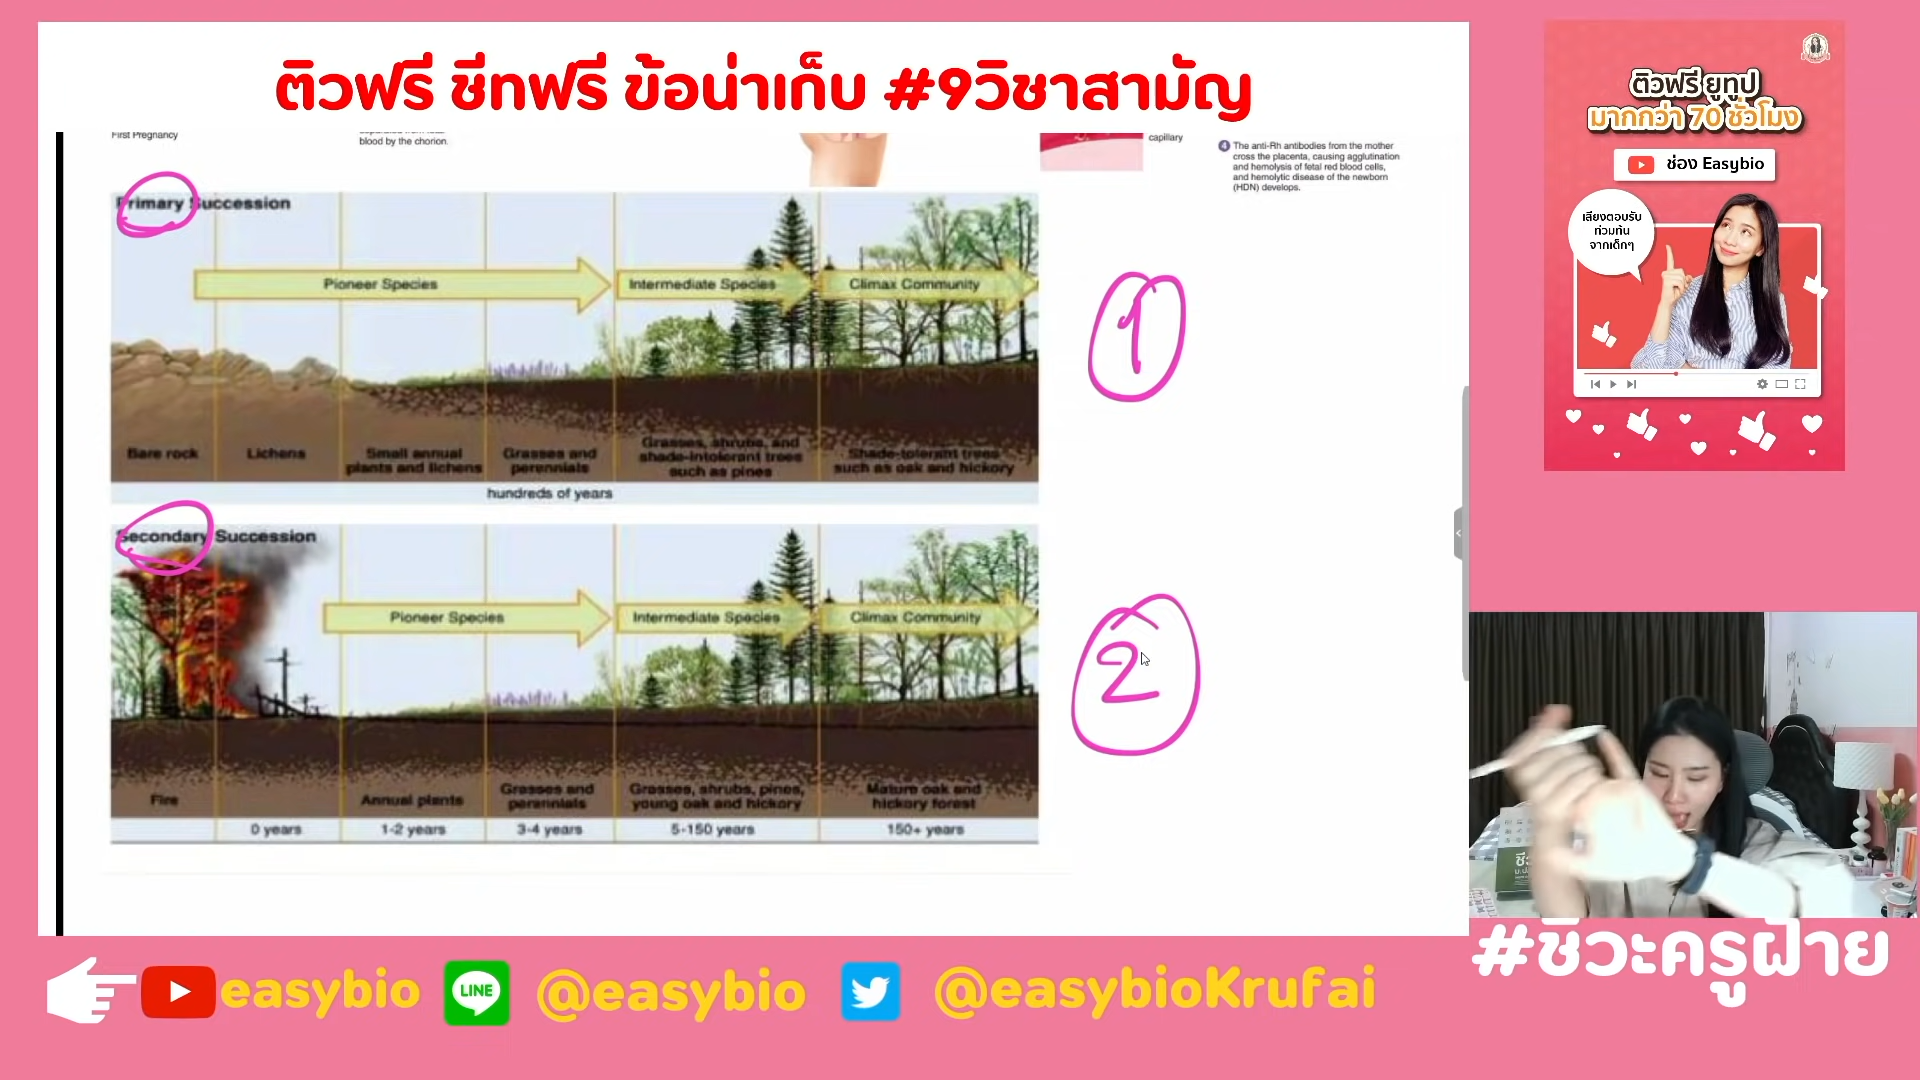 ติวฟรี ชีทฟรี ข้อน่าเก็บ #9วิชาสามัญ
First Pregnancy
blood by the chorion.
capillary
4 The anti-Rh antibodies from the mother
cross the placenta, causing agglutination
and hemolysis of fetal red blood cells,
and hemolytic disease of the newborn
(HDN) develops.
Primary Succession
Pioneer Species
Intermediate Species
Climax Community
Bare rock
Lichens
Small annual
plants and lichens
Grasses and
perennials
Grasses, shrubs, and
shade-intolerant trees
such as pines
Shade-tolerant trees
such as oak and hickory
hundreds of years
1
Secondary Succession
Pioneer Species
Intermediate Species
Climax Community
Fire
Annual plants
Grasses and
perennials
Grasses, shrubs, pines,
young oak and hickory
Mature oak and
hickory forest
0 years
1-2 years
3-4 years
5-150 years
150+ years
2
ติวฟรี ยูทูป
มากกว่า 70 ชั่วโมง
ช่อง Easybio
เสียงตอบรับ
ท่วมท้น
จากเด็กๆ
#ชีวะครูฝ้าย
easybio
LINE
@easybio
@easybioKrufai